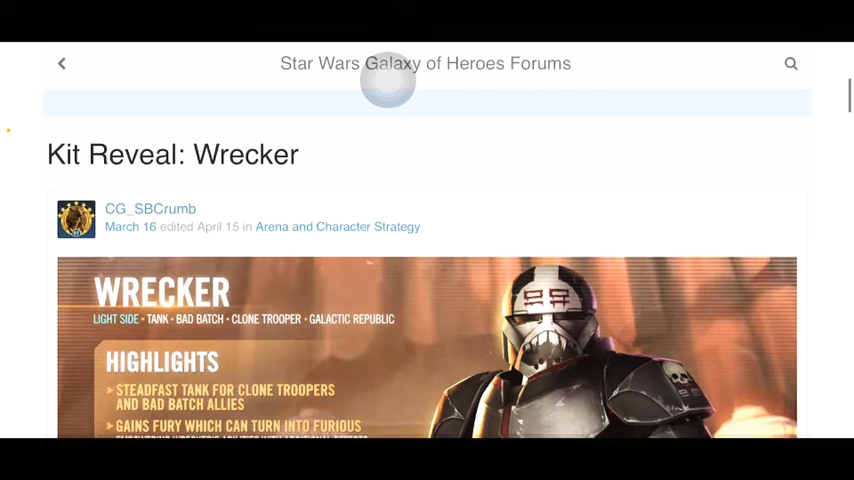 Star Wars Galaxy of Heroes Forums
Kit Reveal: Wrecker
CG_SBCrumb
March 16 edited April 15 in Arena and Character Strategy
WRECKER
LIGHT SIDE • TANK • BAD BATCH • CLONE TROOPER • GALACTIC REPUBLIC
HIGHLIGHTS
STEADFAST TANK FOR CLONE TROOPERS
AND BAD BATCH ALLIES
GAINS FURY WHICH CAN TURN INTO FURIOUS